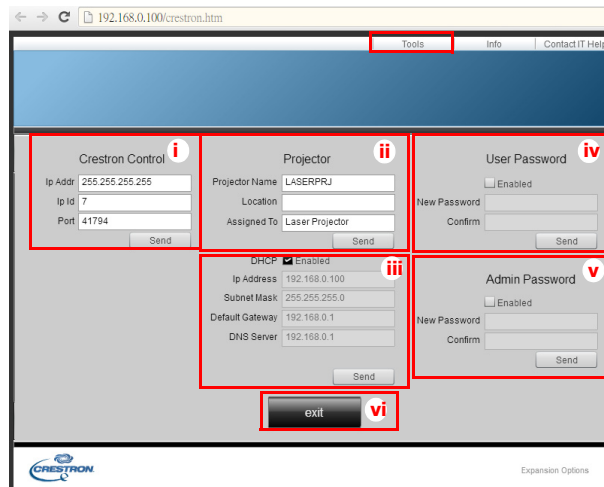 192.168.0.100/crestron.htm
Tools Info Contact IT Help
i ii iv
Crestron Control Projector User Password
Ip Addr 255.255.255.255 Projector Name LASERPRJ Enabled
Ip Id 7 Location New Password
Port 41794 Assigned To Laser Projector Confirm
Send Send Send
DHCP Enabled iii v
Ip Address 192.168.0.100 Admin Password
Subnet Mask 255.255.255.0 Enabled
Default Gateway 192.168.0.1 New Password
DNS Server 192.168.0.1 Confirm
Send Send
exit vi
CRESTRON Expansion Options